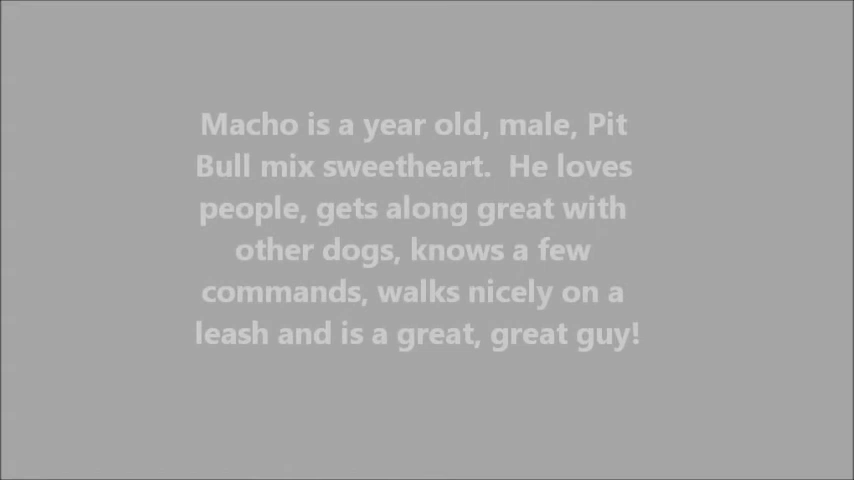 Macho is a year old, male, Pit
Bull mix sweetheart.  He loves
people, gets along great with
other dogs, knows a few
commands, walks nicely on a
leash and is a great, great guy!